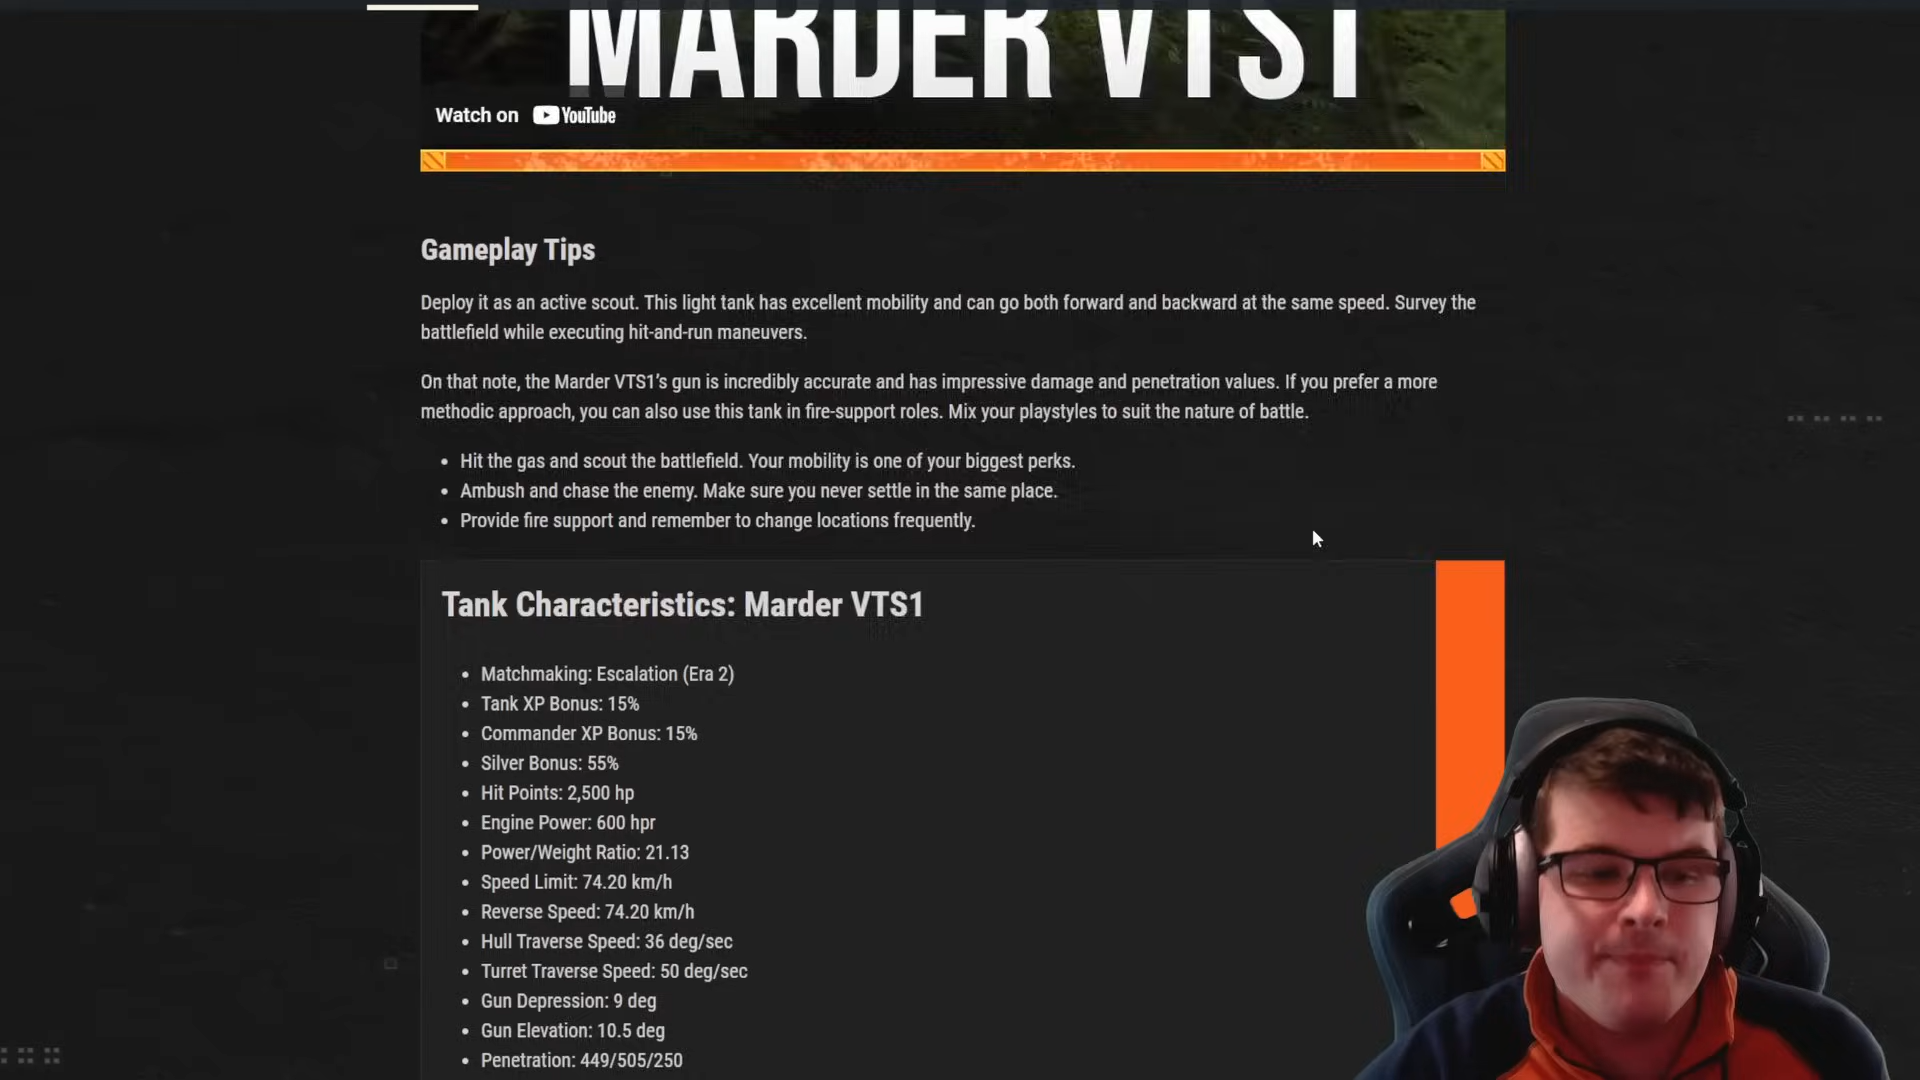 MARDER VTS1
Watch on YouTube
Gameplay Tips
Deploy it as an active scout. This light tank has excellent mobility and can go both forward and backward at the same speed. Survey the
battlefield while executing hit-and-run maneuvers.
On that note, the Marder VTS1's gun is incredibly accurate and has impressive damage and penetration values. If you prefer a more
methodic approach, you can also use this tank in fire-support roles. Mix your playstyles to suit the nature of battle.
• Hit the gas and scout the battlefield. Your mobility is one of your biggest perks.
• Ambush and chase the enemy. Make sure you never settle in the same place.
• Provide fire support and remember to change locations frequently.
Tank Characteristics: Marder VTS1
• Matchmaking: Escalation (Era 2)
• Tank XP Bonus: 15%
• Commander XP Bonus: 15%
• Silver Bonus: 55%
• Hit Points: 2,500 hp
• Engine Power: 600 hpr
• Power/Weight Ratio: 21.13
• Speed Limit: 74.20 km/h
• Reverse Speed: 74.20 km/h
• Hull Traverse Speed: 36 deg/sec
• Turret Traverse Speed: 50 deg/sec
• Gun Depression: 9 deg
• Gun Elevation: 10.5 deg
• Penetration: 449/505/250